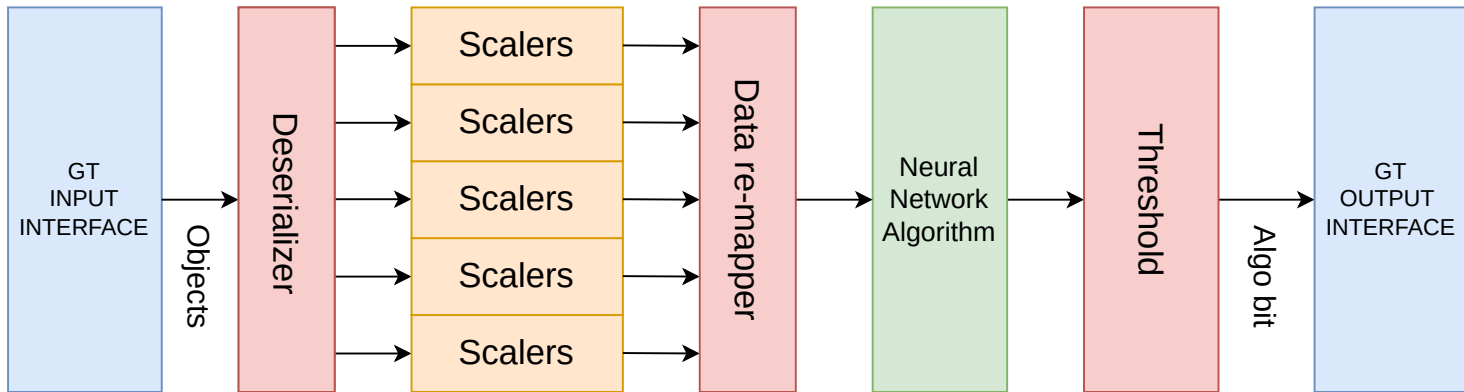 GT
INPUT
INTERFACE
Objects
Deserializer
Scalers
Scalers
Scalers
Scalers
Scalers
Data re-mapper
Neural
Network
Algorithm
Threshold
Algo bit
GT
OUTPUT
INTERFACE